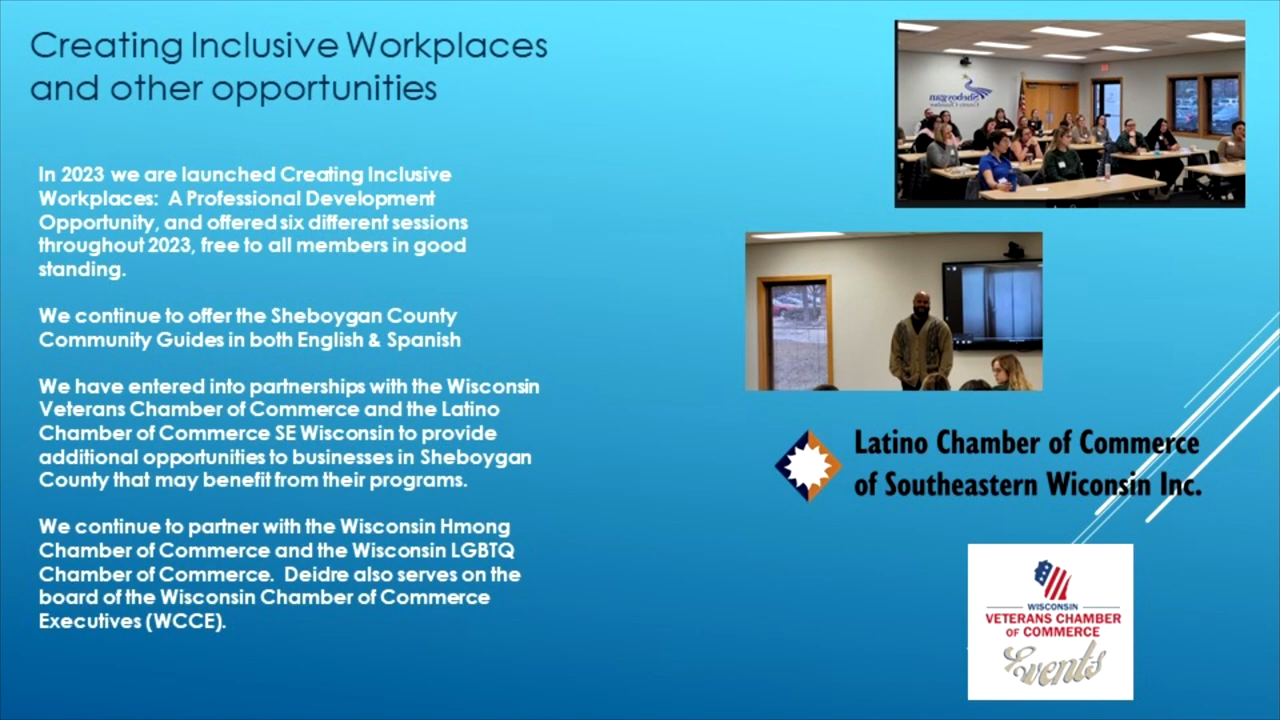 Creating Inclusive Workplaces
and other opportunities
In 2023 we are launched Creating Inclusive
Workplaces: A Professional Development
Opportunity, and offered six different sessions
throughout 2023, free to all members in good
standing.
We continue to offer the Sheboygan County
Community Guides in both English & Spanish
We have entered into partnerships with the Wisconsin
Veterans Chamber of Commerce and the Latino
Chamber of Commerce SE Wisconsin to provide
additional opportunities to businesses in Sheboygan
County that may benefit from their programs.
We continue to partner with the Wisconsin Hmong
Chamber of Commerce and the Wisconsin LGBTQ
Chamber of Commerce. Deidre also serves on the
board of the Wisconsin Chamber of Commerce
Executives (WCCE).
Sheboygan
County Chamber
Latino Chamber of Commerce
of Southeastern Wiconsin Inc.
WISCONSIN
VETERANS CHAMBER
OF COMMERCE
Events